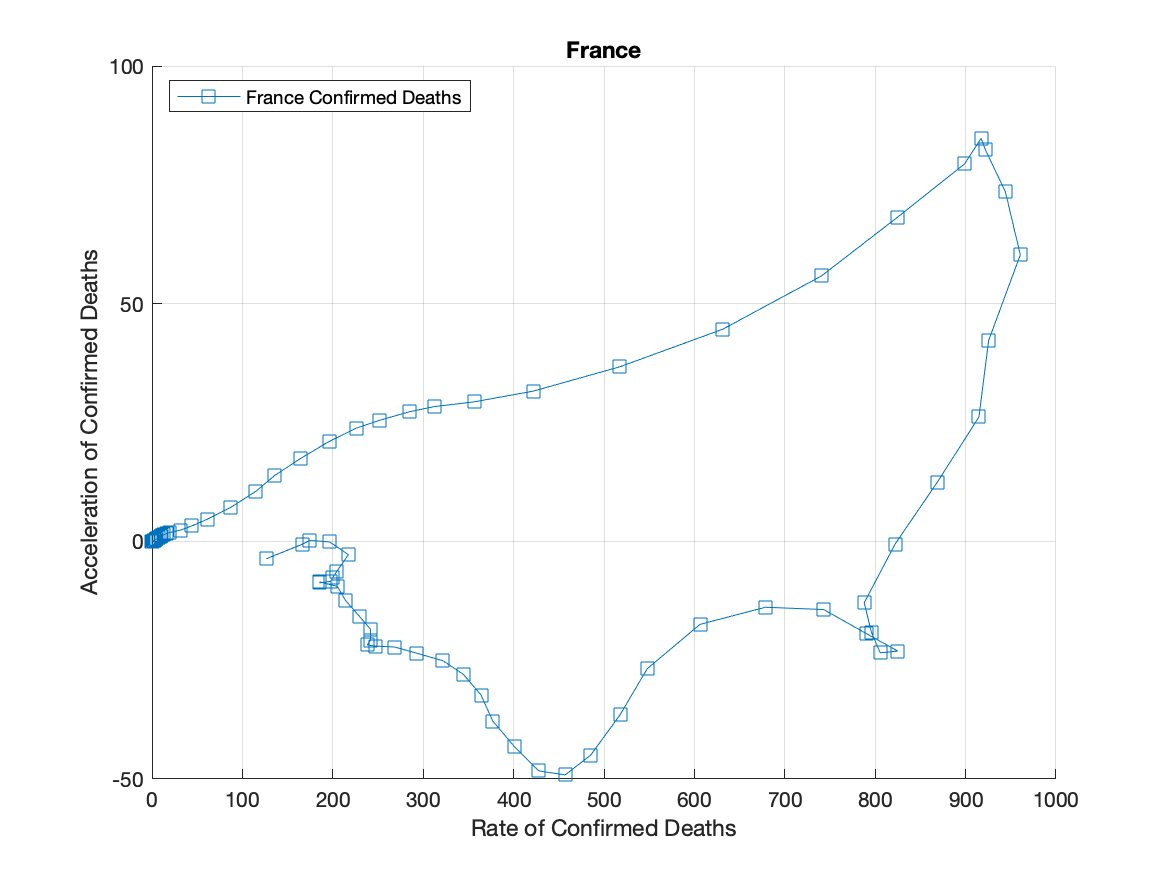 France
100
France Confirmed Deaths
50
0
-50
Acceleration of Confirmed Deaths
0 100 200 300 400 500 600 700 800 900 1000
Rate of Confirmed Deaths